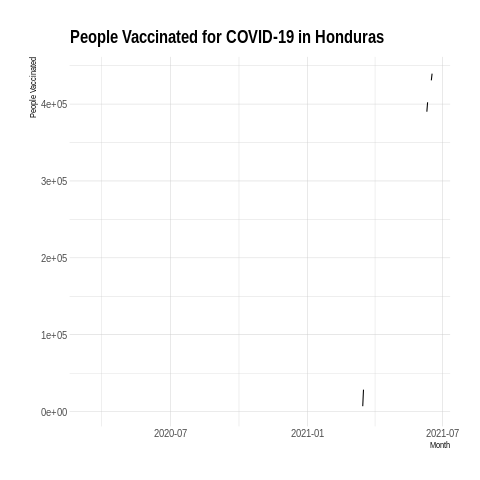 People Vaccinated for COVID-19 in Honduras
People Vaccinated
4e+05
3e+05
2e+05
1e+05
0e+00
2020-07 2021-01 2021-07
Month